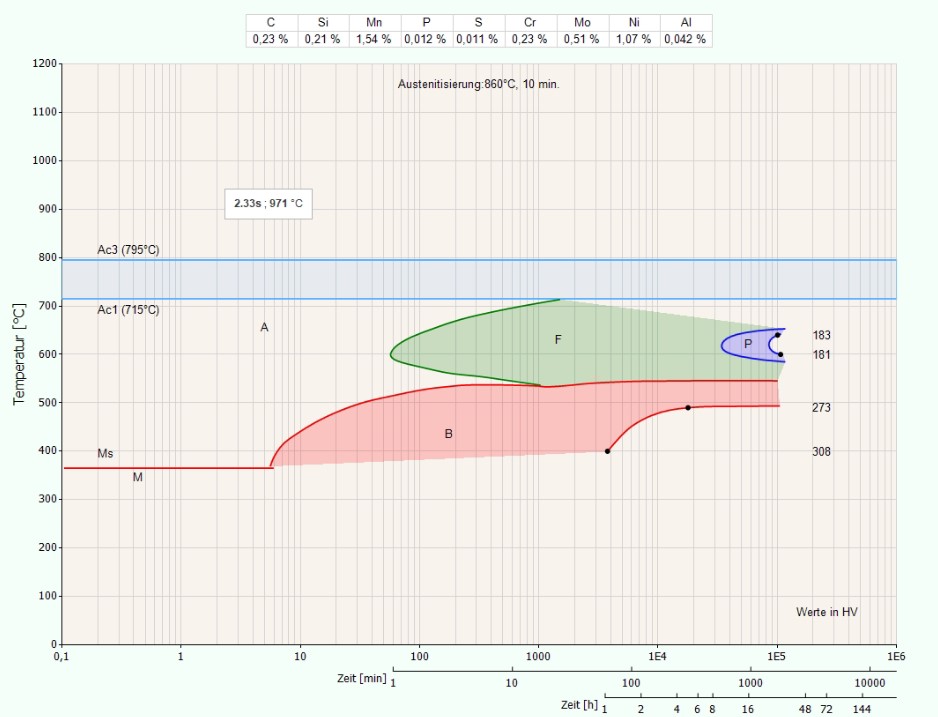 C Si Mn P S Cr Mo Ni Al
0,23 % 0,21 % 1,54 % 0,012 % 0,011 % 0,23 % 0,51 % 1,07 % 0,042 %
1200
Austenitisierung:860°C, 10 min.
1100
1000
2.33s ; 971 °C
900
Ac3 (795°C)
800
Ac1 (715°C)
700
A
F
P
183
600
181
Temperatur [°C]
500
273
B
Ms
400
308
M
300
200
100
Werte in HV
0
0,1 1 10 100 1000 1E4 1E5 1E6
Zeit [min] 1 10 100 1000 10000
Zeit [h] 1 2 4 6 8 16 48 72 144